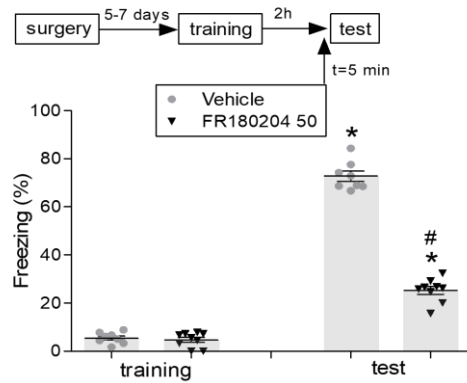 surgery 5-7 days training 2h test
t=5 min
Vehicle
FR180204 50
Freezing (%)
100
80
60
40
20
0
*
#
*
training test